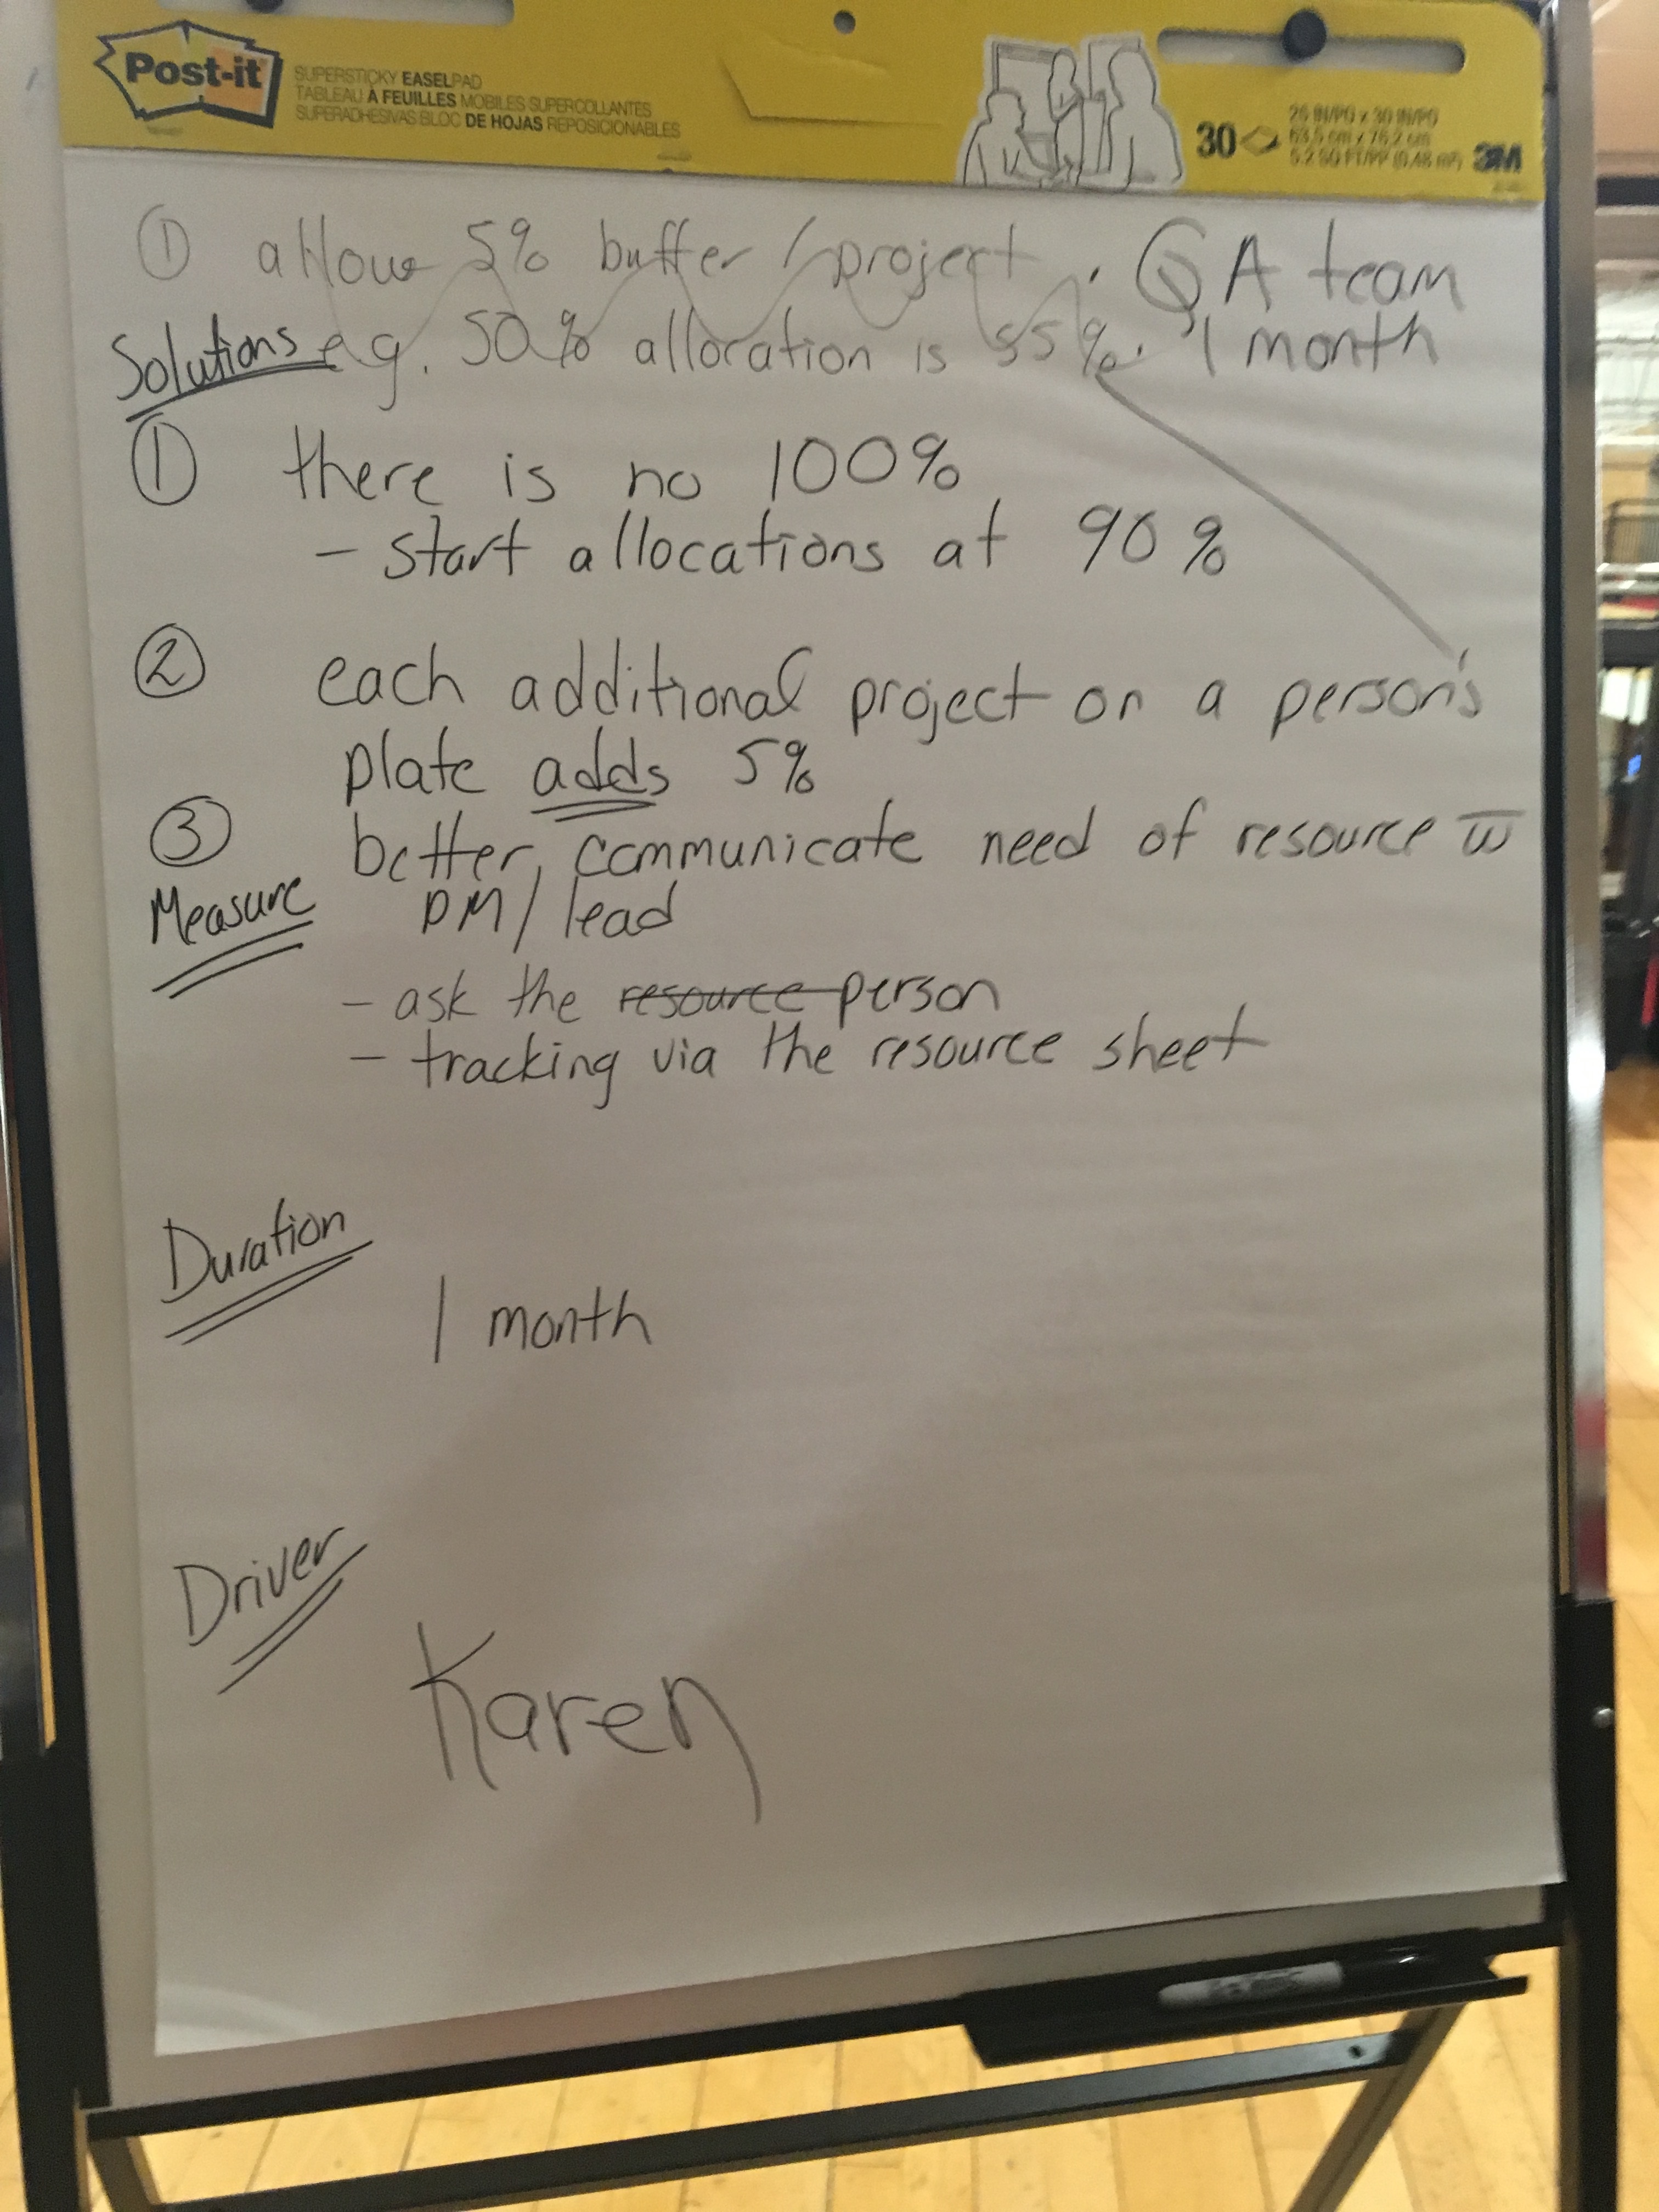 Post-it
SUPERSTICKY EASELPAD
TABLEAU À FEUILLES MOBILES SUPERCOLLANTES
SUPERADHESIVAS BLOC DE HOJAS REPOSICIONABLES
30
25 IN/PO x 30 IN/PO
63.5 cm x 76.2 cm
5.2 SQ FT/PP (0.48 m²)
3M
① allow 5% buffer / project . QA team
Solutions eg. 50% allocation is 55%. 1 month
① there is no 100%
- start allocations at 90%
② each additional project on a person's
plate adds 5%
③ better communicate need of resource w̅
Measure
/ lead
- ask the resource person
- tracking via the resource sheet
Duration
1 month
Driver
Karen